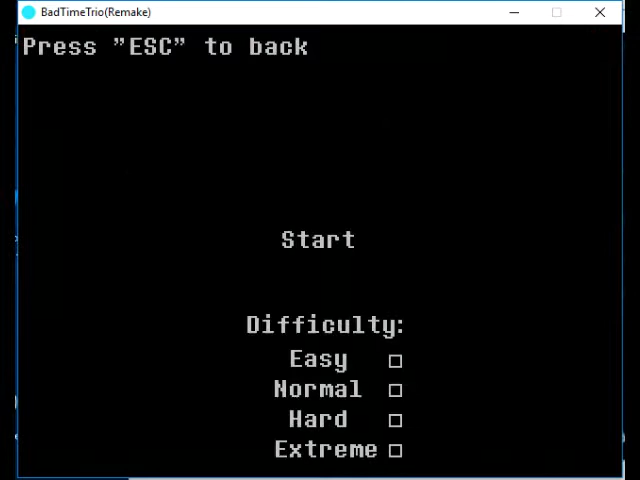 BadTimeTrio(Remake)
Press "ESC" to back
Start
Difficulty:
Easy
Normal
Hard
Extreme